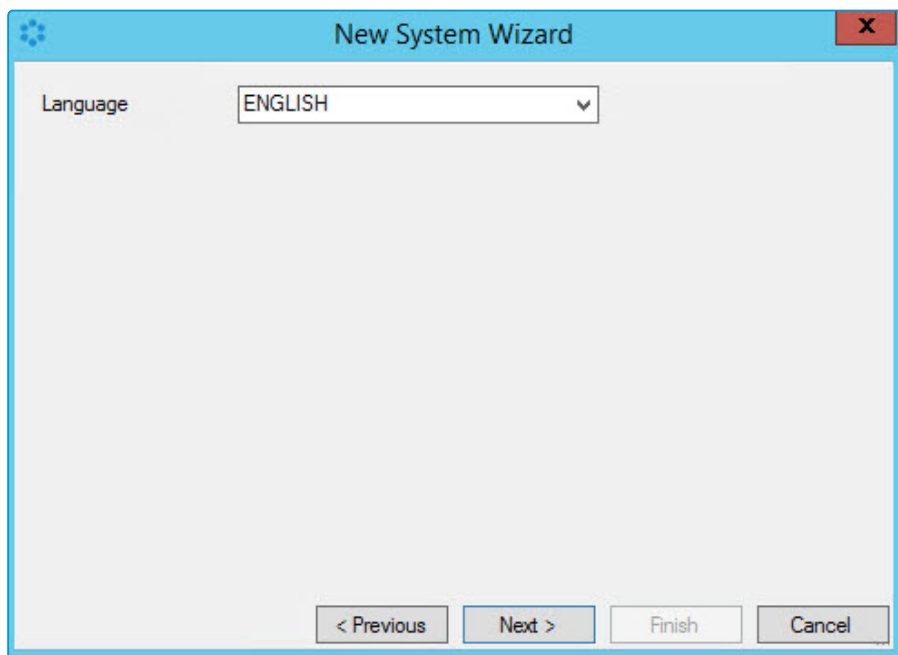 New System Wizard
x
Language
ENGLISH
< Previous Next > Finish Cancel